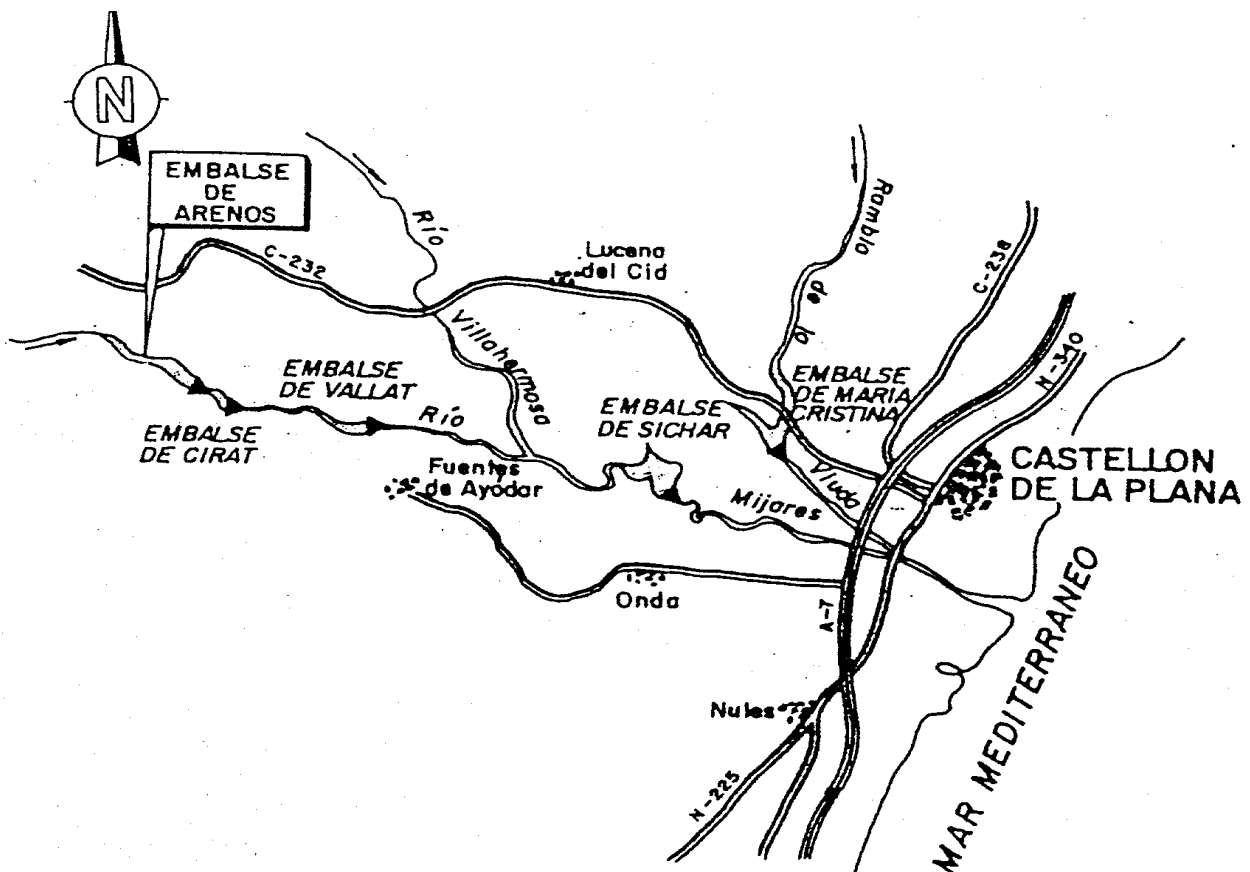 N
EMBALSE
DE
ARENOS
Río
C-232
Lucena
del Cid
Rambla
de la
C-238
N-340
Villahermosa
EMBALSE
DE VALLAT
EMBALSE
DE MARIA
CRISTINA
EMBALSE
DE SICHAR
Río
EMBALSE
DE CIRAT
Fuentes
de Ayodar
Mijares
Viuda
CASTELLON
DE LA PLANA
Onda
A-7
Nules
N-225
MAR MEDITERRANEO